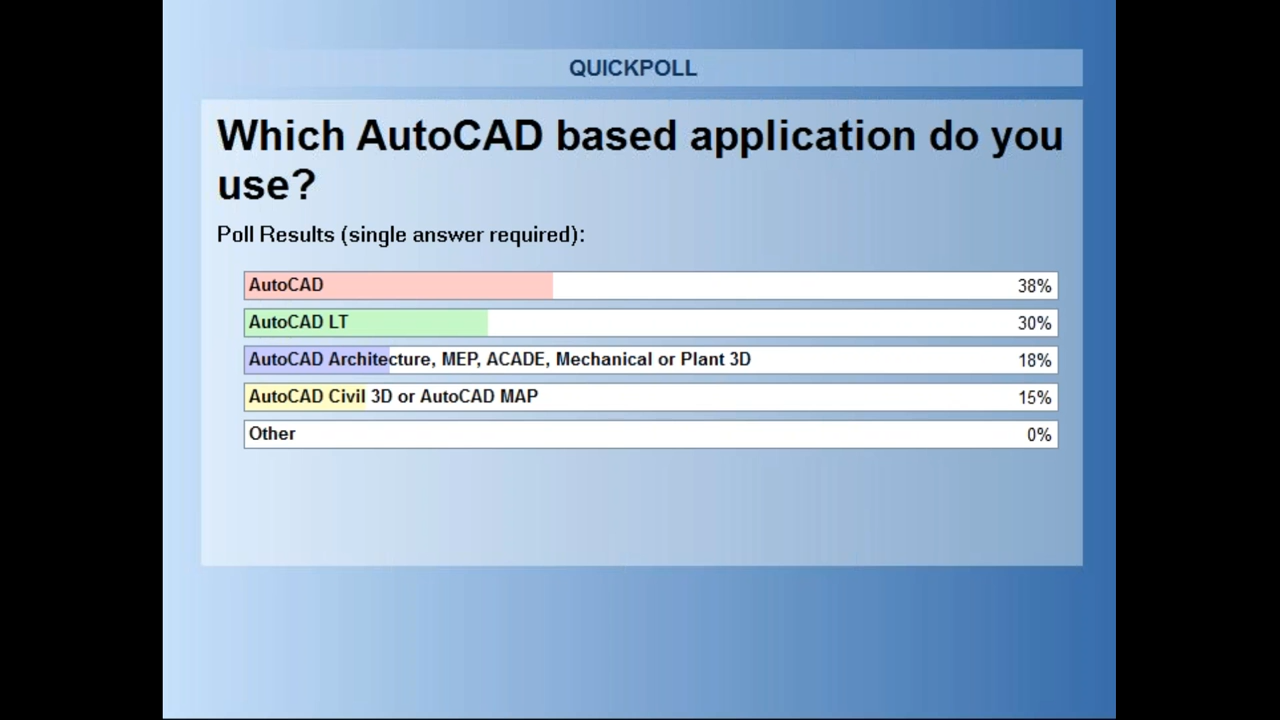 QUICKPOLL
Which AutoCAD based application do you
use?
Poll Results (single answer required):
AutoCAD 38%
AutoCAD LT 30%
AutoCAD Architecture, MEP, ACADE, Mechanical or Plant 3D 18%
AutoCAD Civil 3D or AutoCAD MAP 15%
Other 0%